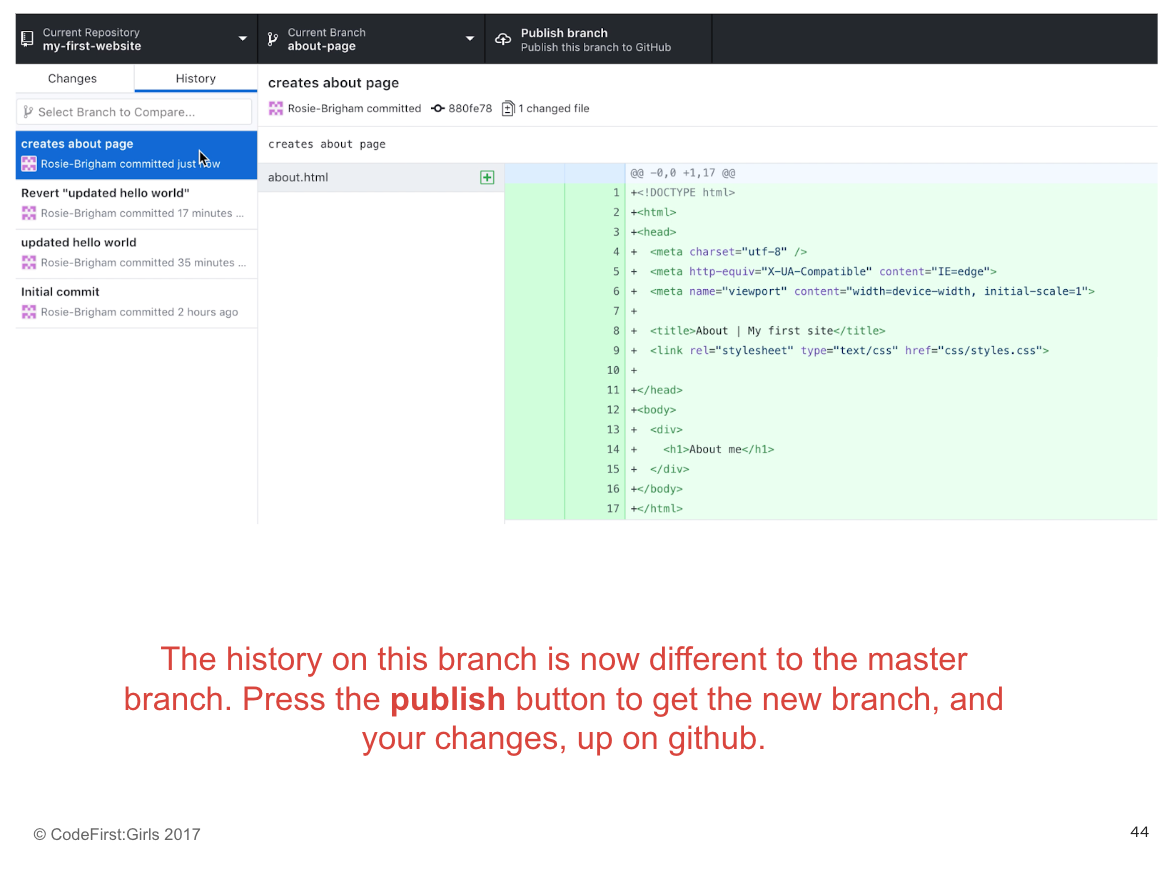 Current Repository
my-first-website
Current Branch
about-page
Publish branch
Publish this branch to GitHub
Changes
History
Select Branch to Compare...
creates about page
Rosie-Brigham committed just now
Revert "updated hello world"
Rosie-Brigham committed 17 minutes ...
updated hello world
Rosie-Brigham committed 35 minutes ...
Initial commit
Rosie-Brigham committed 2 hours ago
creates about page
Rosie-Brigham committed 880fe78 1 changed file
creates about page
about.html
@@ -0,0 +1,17 @@
1 +<!DOCTYPE html>
2 +<html>
3 +<head>
4 +  <meta charset="utf-8" />
5 +  <meta http-equiv="X-UA-Compatible" content="IE=edge">
6 +  <meta name="viewport" content="width=device-width, initial-scale=1">
7 +
8 +  <title>About | My first site</title>
9 +  <link rel="stylesheet" type="text/css" href="css/styles.css">
10 +
11 +</head>
12 +<body>
13 +  <div>
14 +    <h1>About me</h1>
15 +  </div>
16 +</body>
17 +</html>
The history on this branch is now different to the master
branch. Press the publish button to get the new branch, and
your changes, up on github.
© CodeFirst:Girls 2017
44